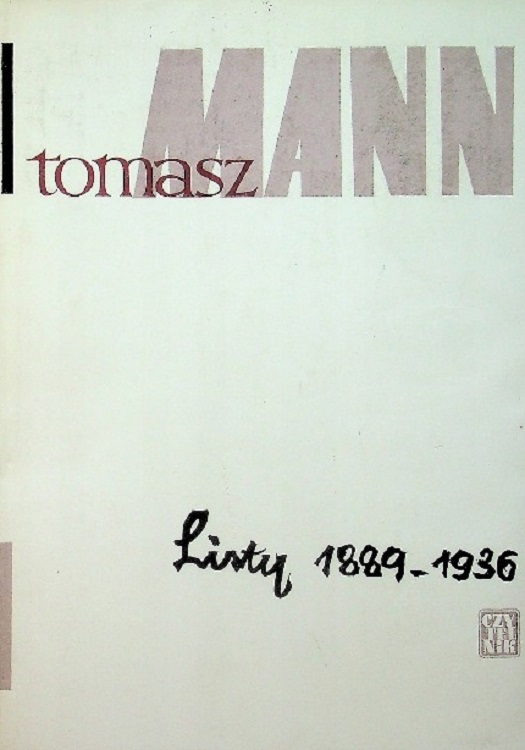 MANN
tomasz
Listy 1889-1936
CZY
TEL
NIK